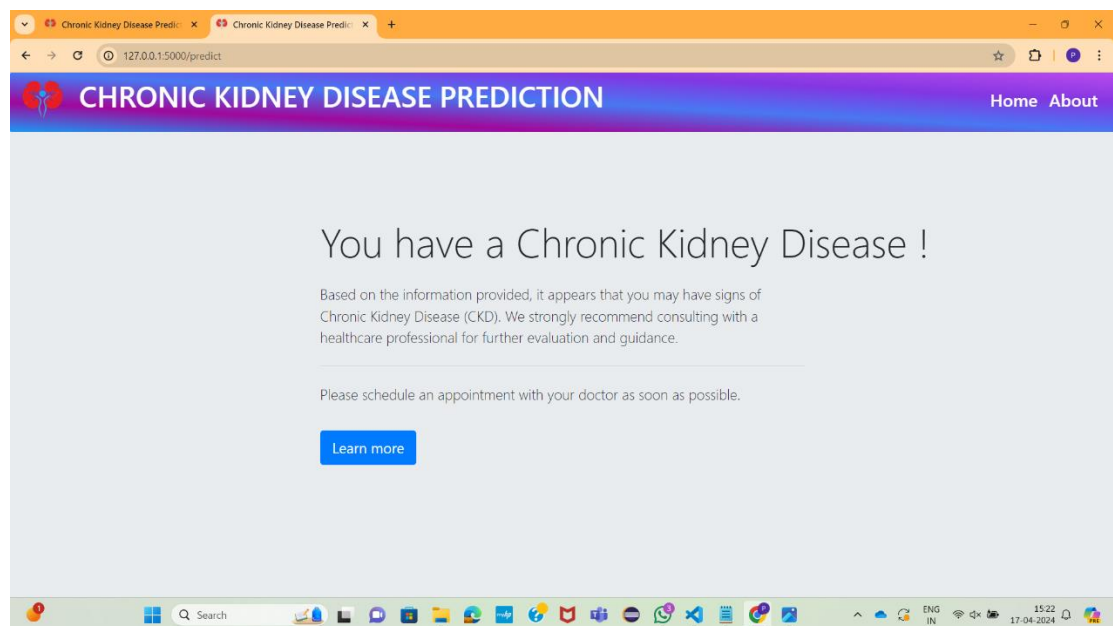 Chronic Kidney Disease Predic
Chronic Kidney Disease Predic
127.0.0.1:5000/predict
P
CHRONIC KIDNEY DISEASE PREDICTION
Home About
You have a Chronic Kidney Disease !
Based on the information provided, it appears that you may have signs of
Chronic Kidney Disease (CKD). We strongly recommend consulting with a
healthcare professional for further evaluation and guidance.
Please schedule an appointment with your doctor as soon as possible.
Learn more
1
Search
ENG
IN
15:22
17-04-2024